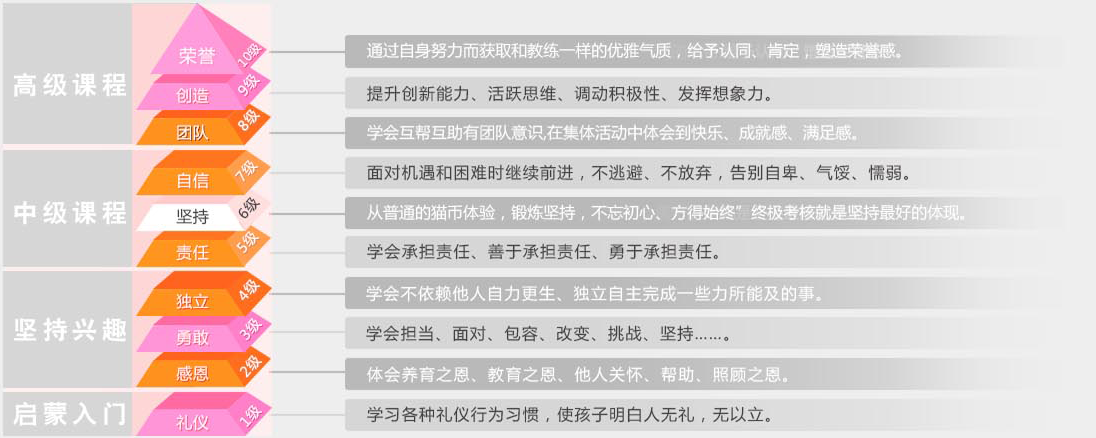 高级课程
荣誉
10级
通过自身努力而获取和教练一样的优雅气质，给予认同、肯定，塑造荣誉感。
创造
9级
提升创新能力、活跃思维、调动积极性、发挥想象力。
团队
8级
学会互帮互助有团队意识,在集体活动中体会到快乐、成就感、满足感。
中级课程
自信
7级
面对机遇和困难时继续前进，不逃避、不放弃，告别自卑、气馁、懦弱。
坚持
6级
从普通的猫币体验，锻炼坚持，不忘初心、方得始终”终极考核就是坚持最好的体现。
责任
5级
学会承担责任、善于承担责任、勇于承担责任。
坚持兴趣
独立
4级
学会不依赖他人自力更生、独立自主完成一些力所能及的事。
勇敢
3级
学会担当、面对、包容、改变、挑战、坚持......。
感恩
2级
体会养育之恩、教育之恩、他人关怀、帮助、照顾之恩。
启蒙入门
礼仪
1级
学习各种礼仪行为习惯，使孩子明白人无礼，无以立。